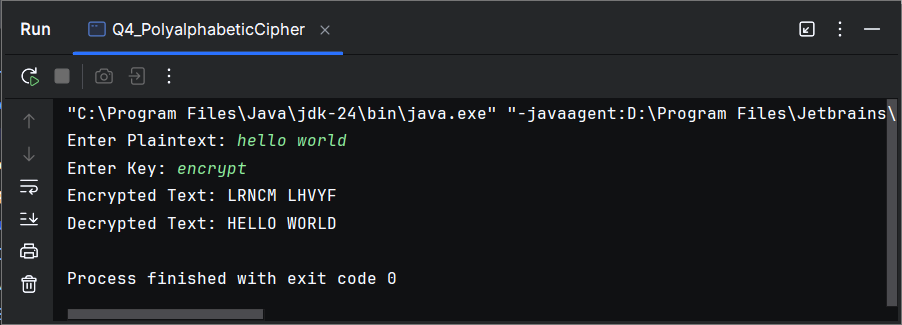 Run Q4_PolyalphabeticCipher
"C:\Program Files\Java\jdk-24\bin\java.exe" "-javaagent:D:\Program Files\Jetbrains\
Enter Plaintext: hello world
Enter Key: encrypt
Encrypted Text: LRNCM LHVYF
Decrypted Text: HELLO WORLD
Process finished with exit code 0